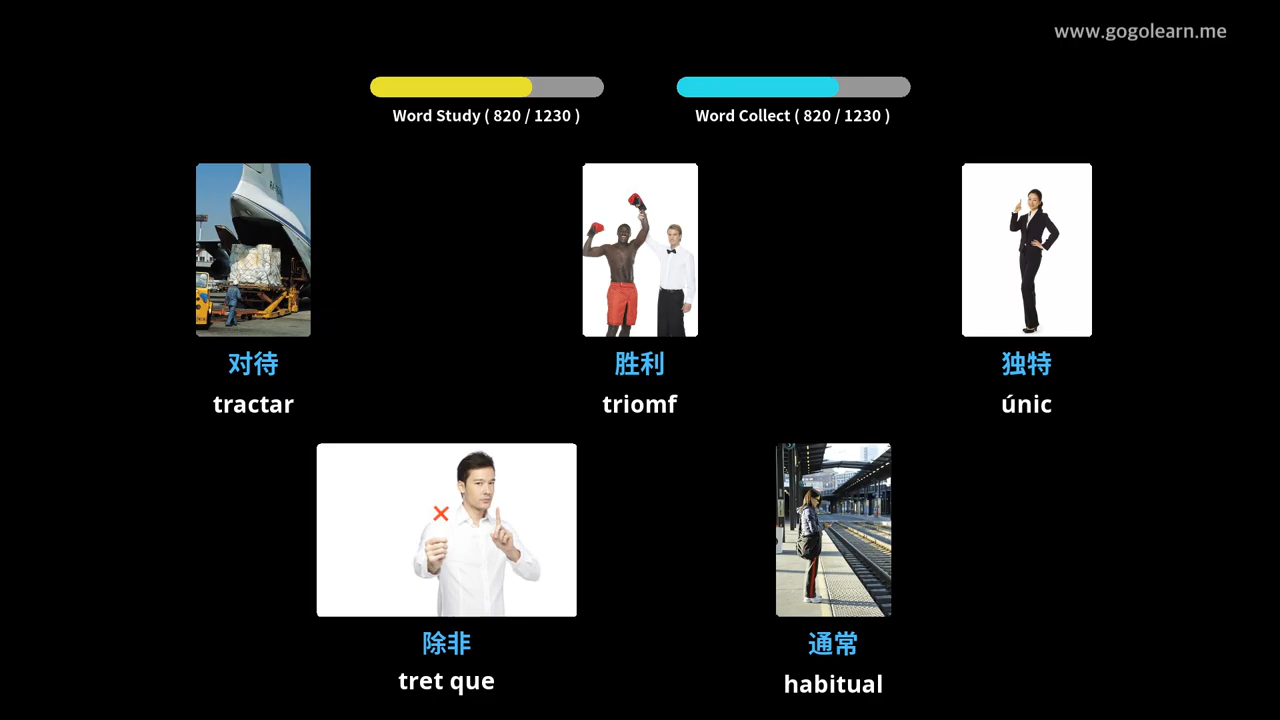 www.gogolearn.me
Word Study ( 820 / 1230 )
Word Collect ( 820 / 1230 )
对待
tractar
胜利
triomf
独特
únic
除非
tret que
通常
habitual